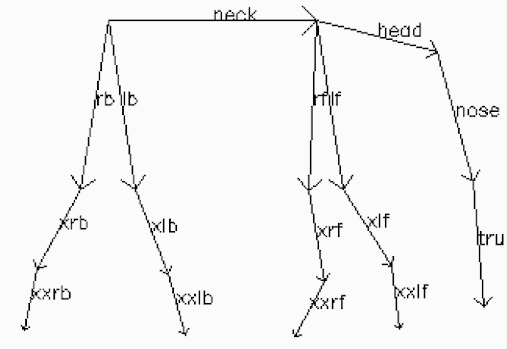 neck
head
rb lb
rf lf
nose
xrb
xlb
xrf
xlf
tru
xxrb
xxlb
xxrf
xxlf